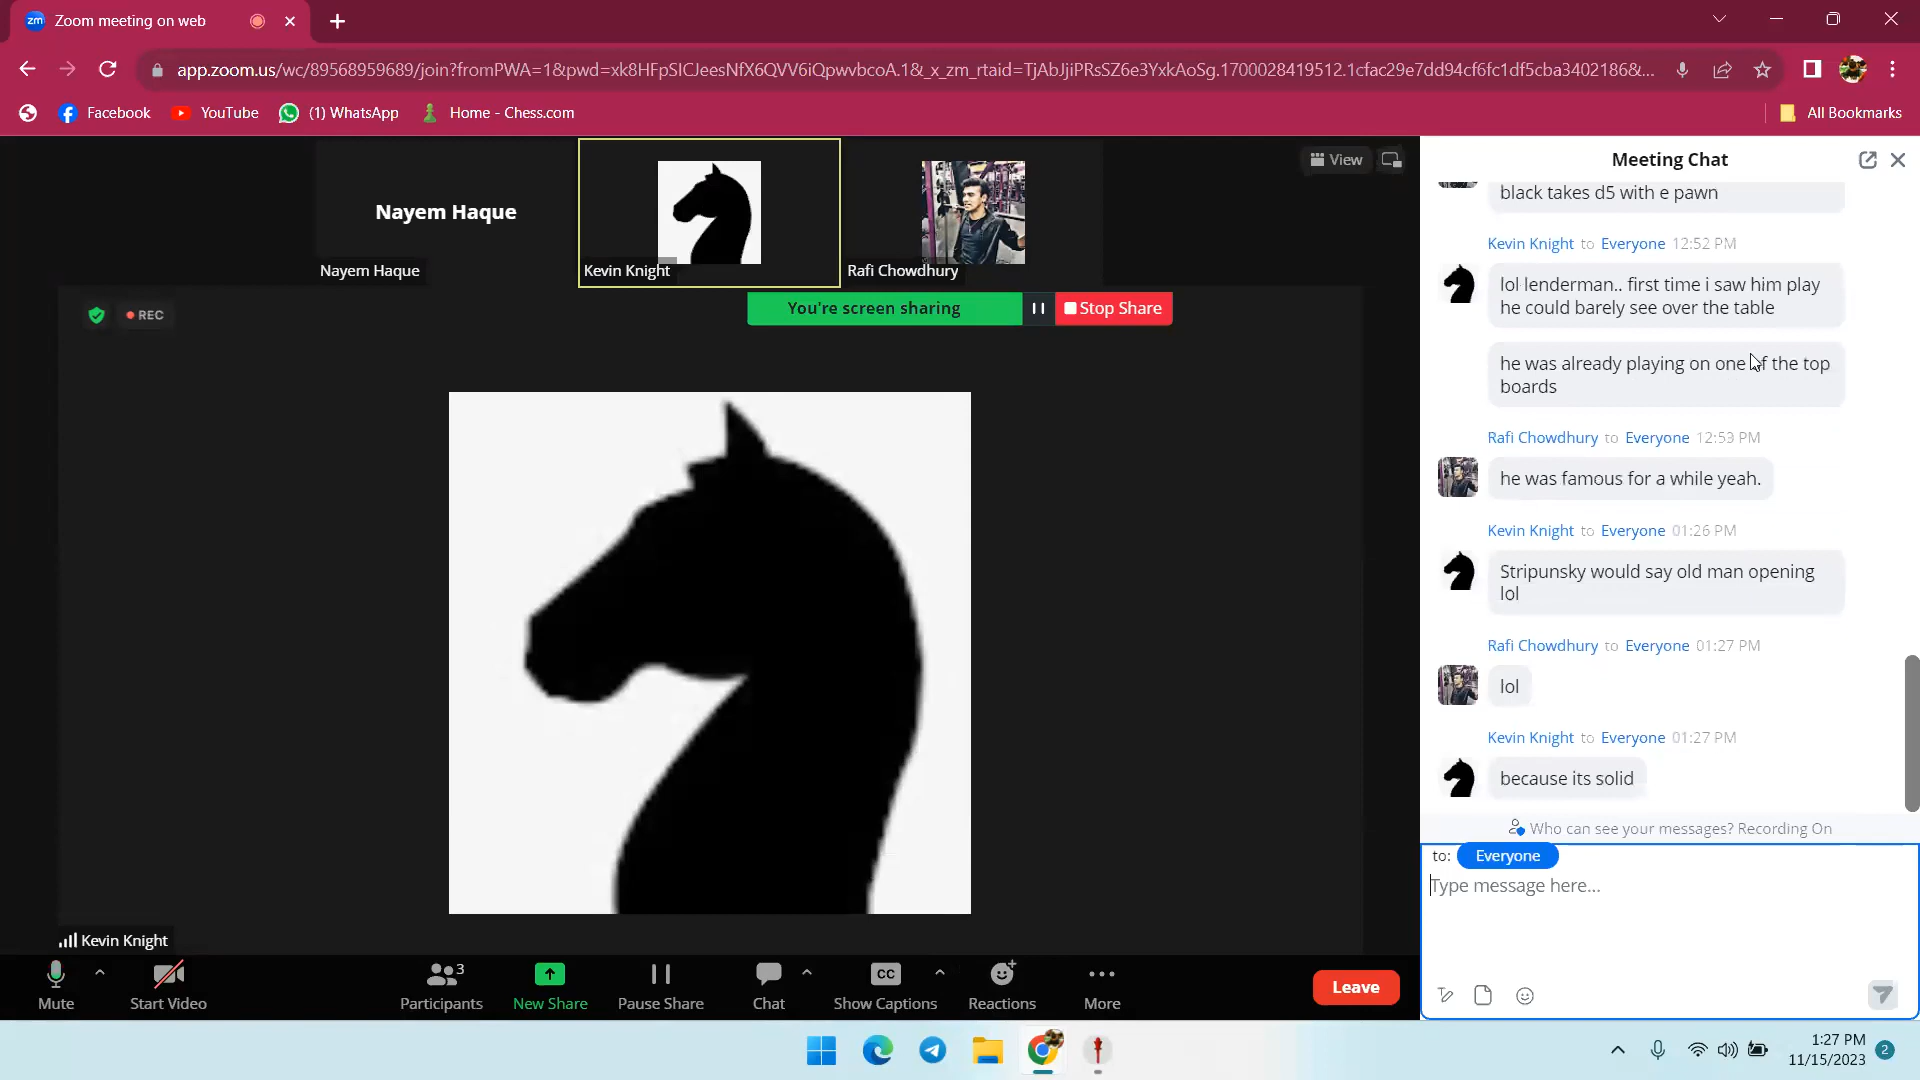 zm Zoom meeting on web
app.zoom.us/wc/89568959689/join?fromPWA=1&pwd=xk8HFpSICJeesNfX6QVV6iQpwvbcoA.1&_x_zm_rtaid=TjAbJjiPRsSZ6e3YxkAoSg.1700028419512.1cfac29e7dd94cf6fc1df5cba3402186&...
Facebook YouTube (1) WhatsApp Home - Chess.com All Bookmarks
Nayem Haque
Nayem Haque
Kevin Knight
Rafi Chowdhury
View
REC
You're screen sharing
Stop Share
Kevin Knight
Mute
Start Video
3
Participants
New Share
Pause Share
Chat
CC
Show Captions
Reactions
More
Leave
Meeting Chat
black takes d5 with e pawn
Kevin Knight to Everyone 12:52 PM
lol lenderman.. first time i saw him play
he could barely see over the table
he was already playing on one of the top
boards
Rafi Chowdhury to Everyone 12:53 PM
he was famous for a while yeah.
Kevin Knight to Everyone 01:26 PM
Stripunsky would say old man opening
lol
Rafi Chowdhury to Everyone 01:27 PM
lol
Kevin Knight to Everyone 01:27 PM
because its solid
Who can see your messages? Recording On
to: Everyone
Type message here...
1:27 PM
11/15/2023
2